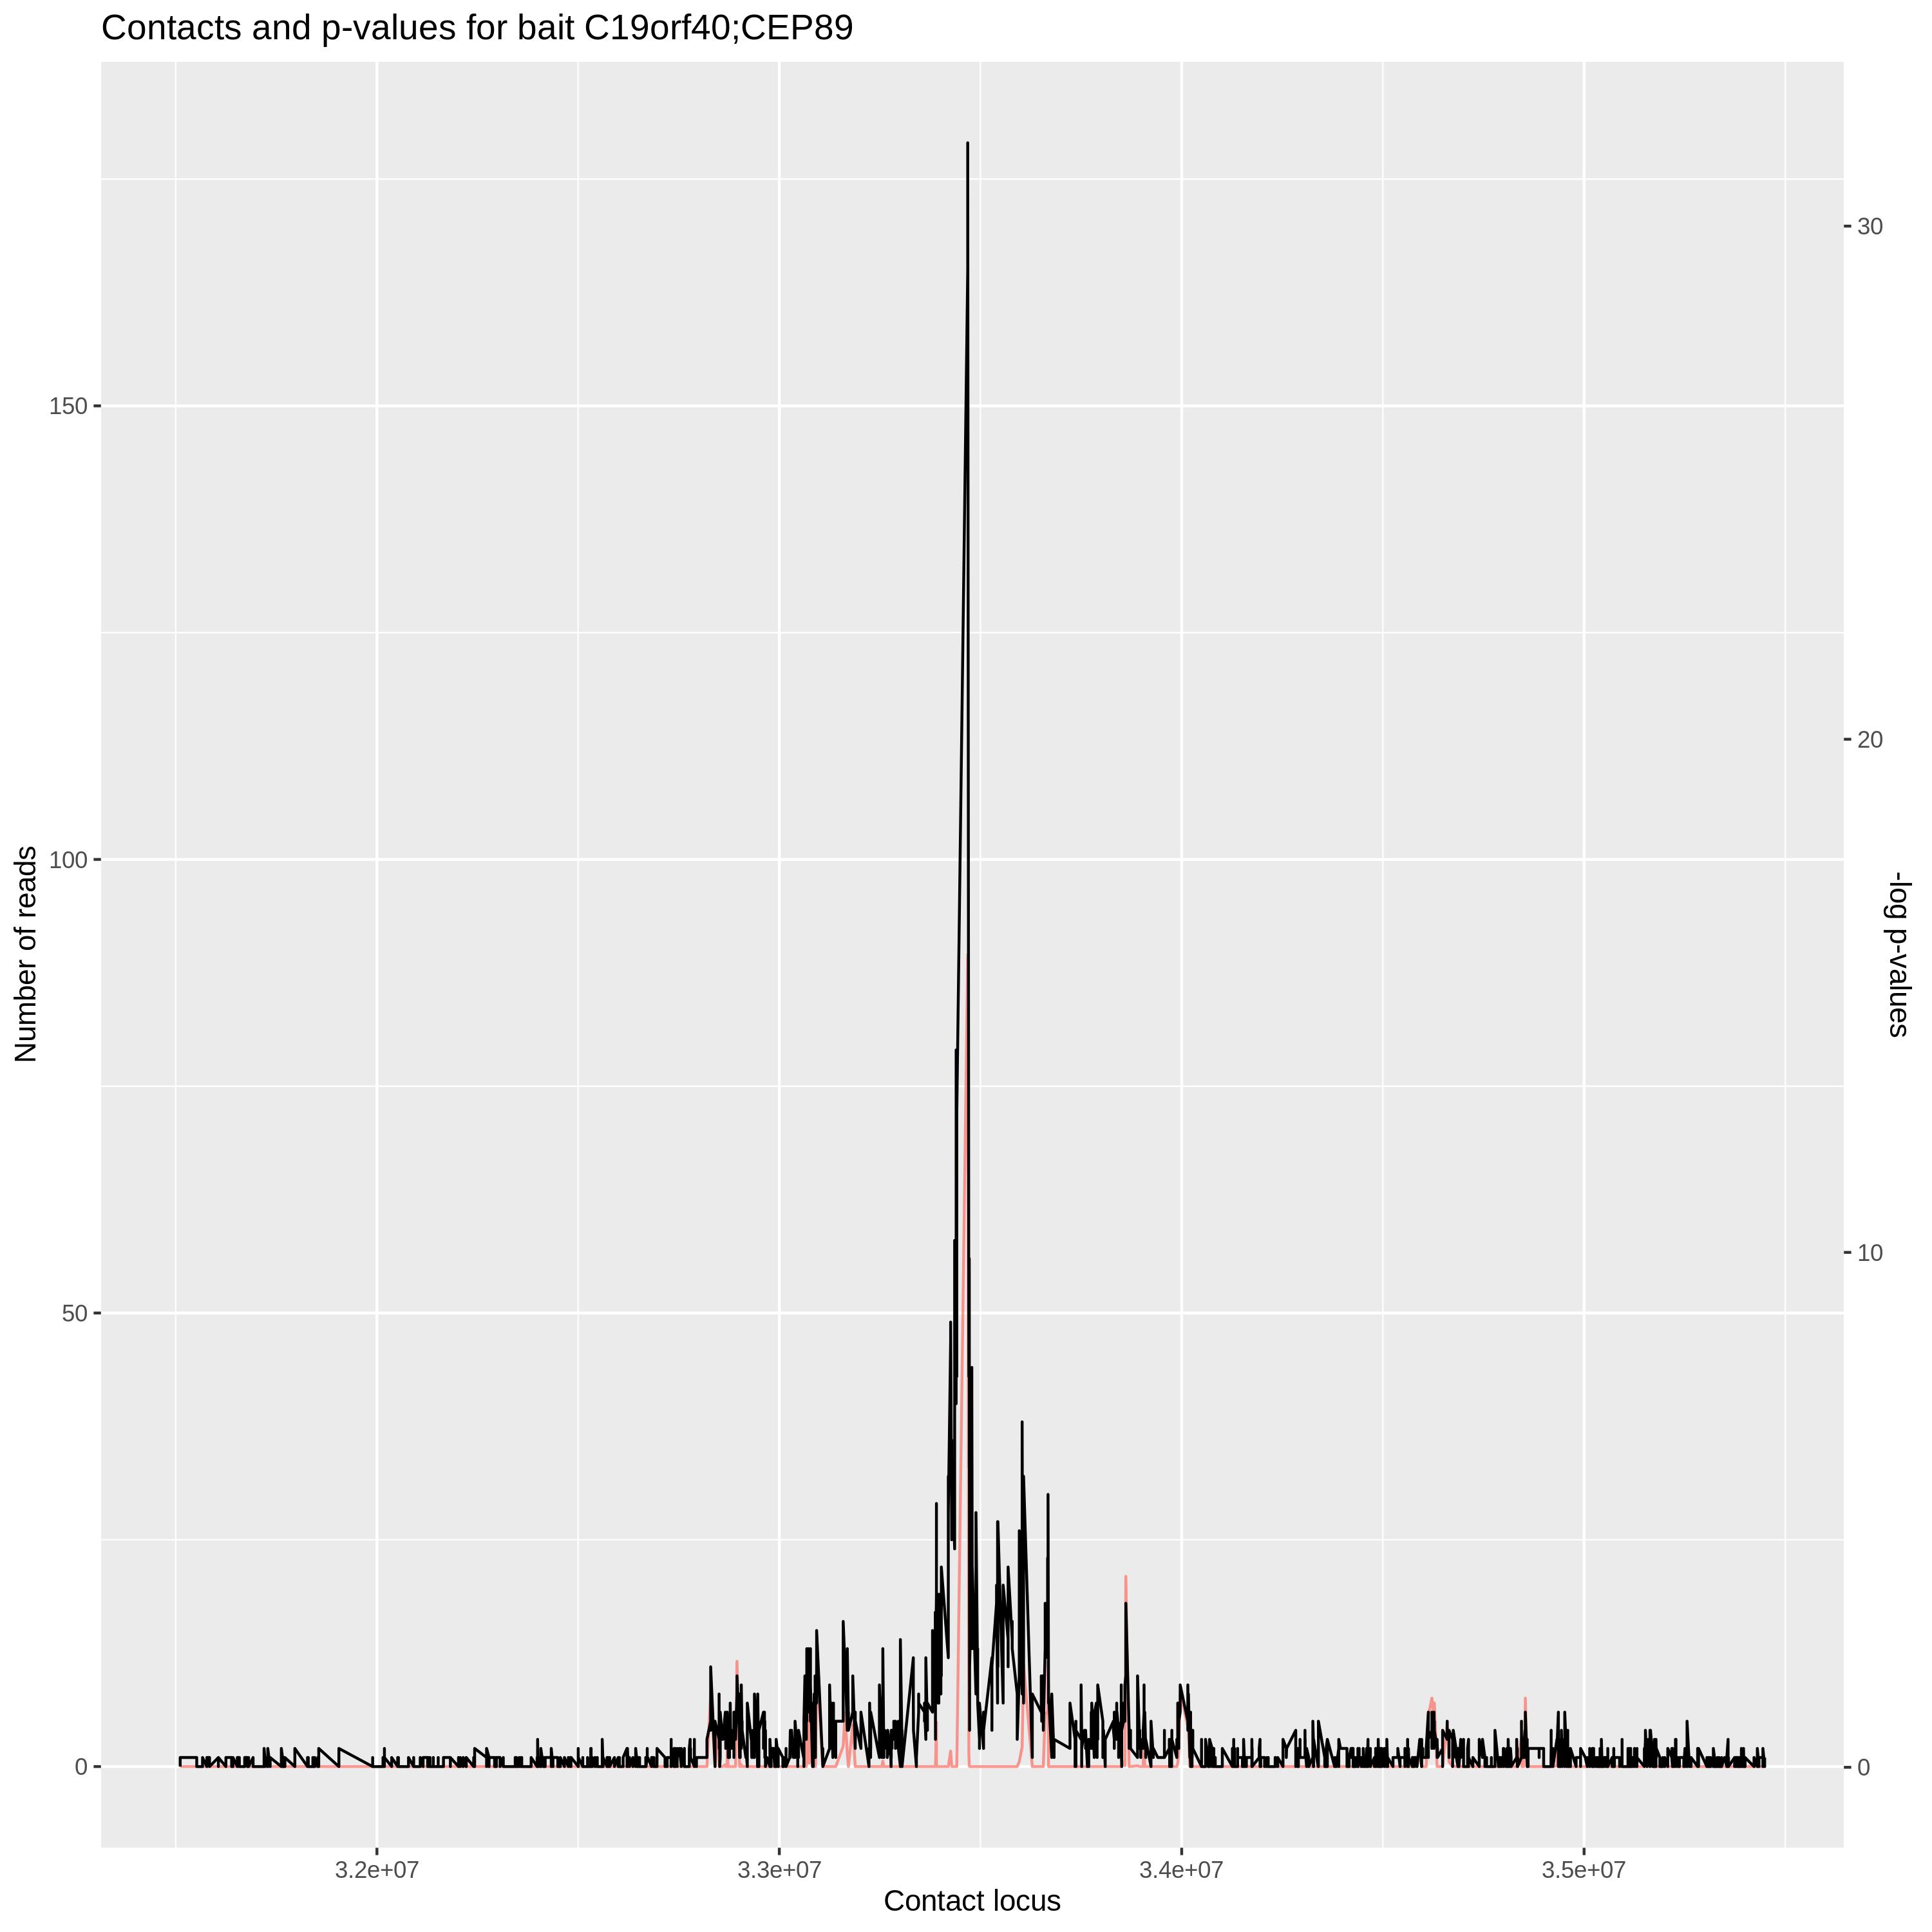 Contacts and p-values for bait C19orf40;CEP89
Number of reads
150
100
50
0
30
20
10
0
-log p-values
3.2e+07
3.3e+07
3.4e+07
3.5e+07
Contact locus